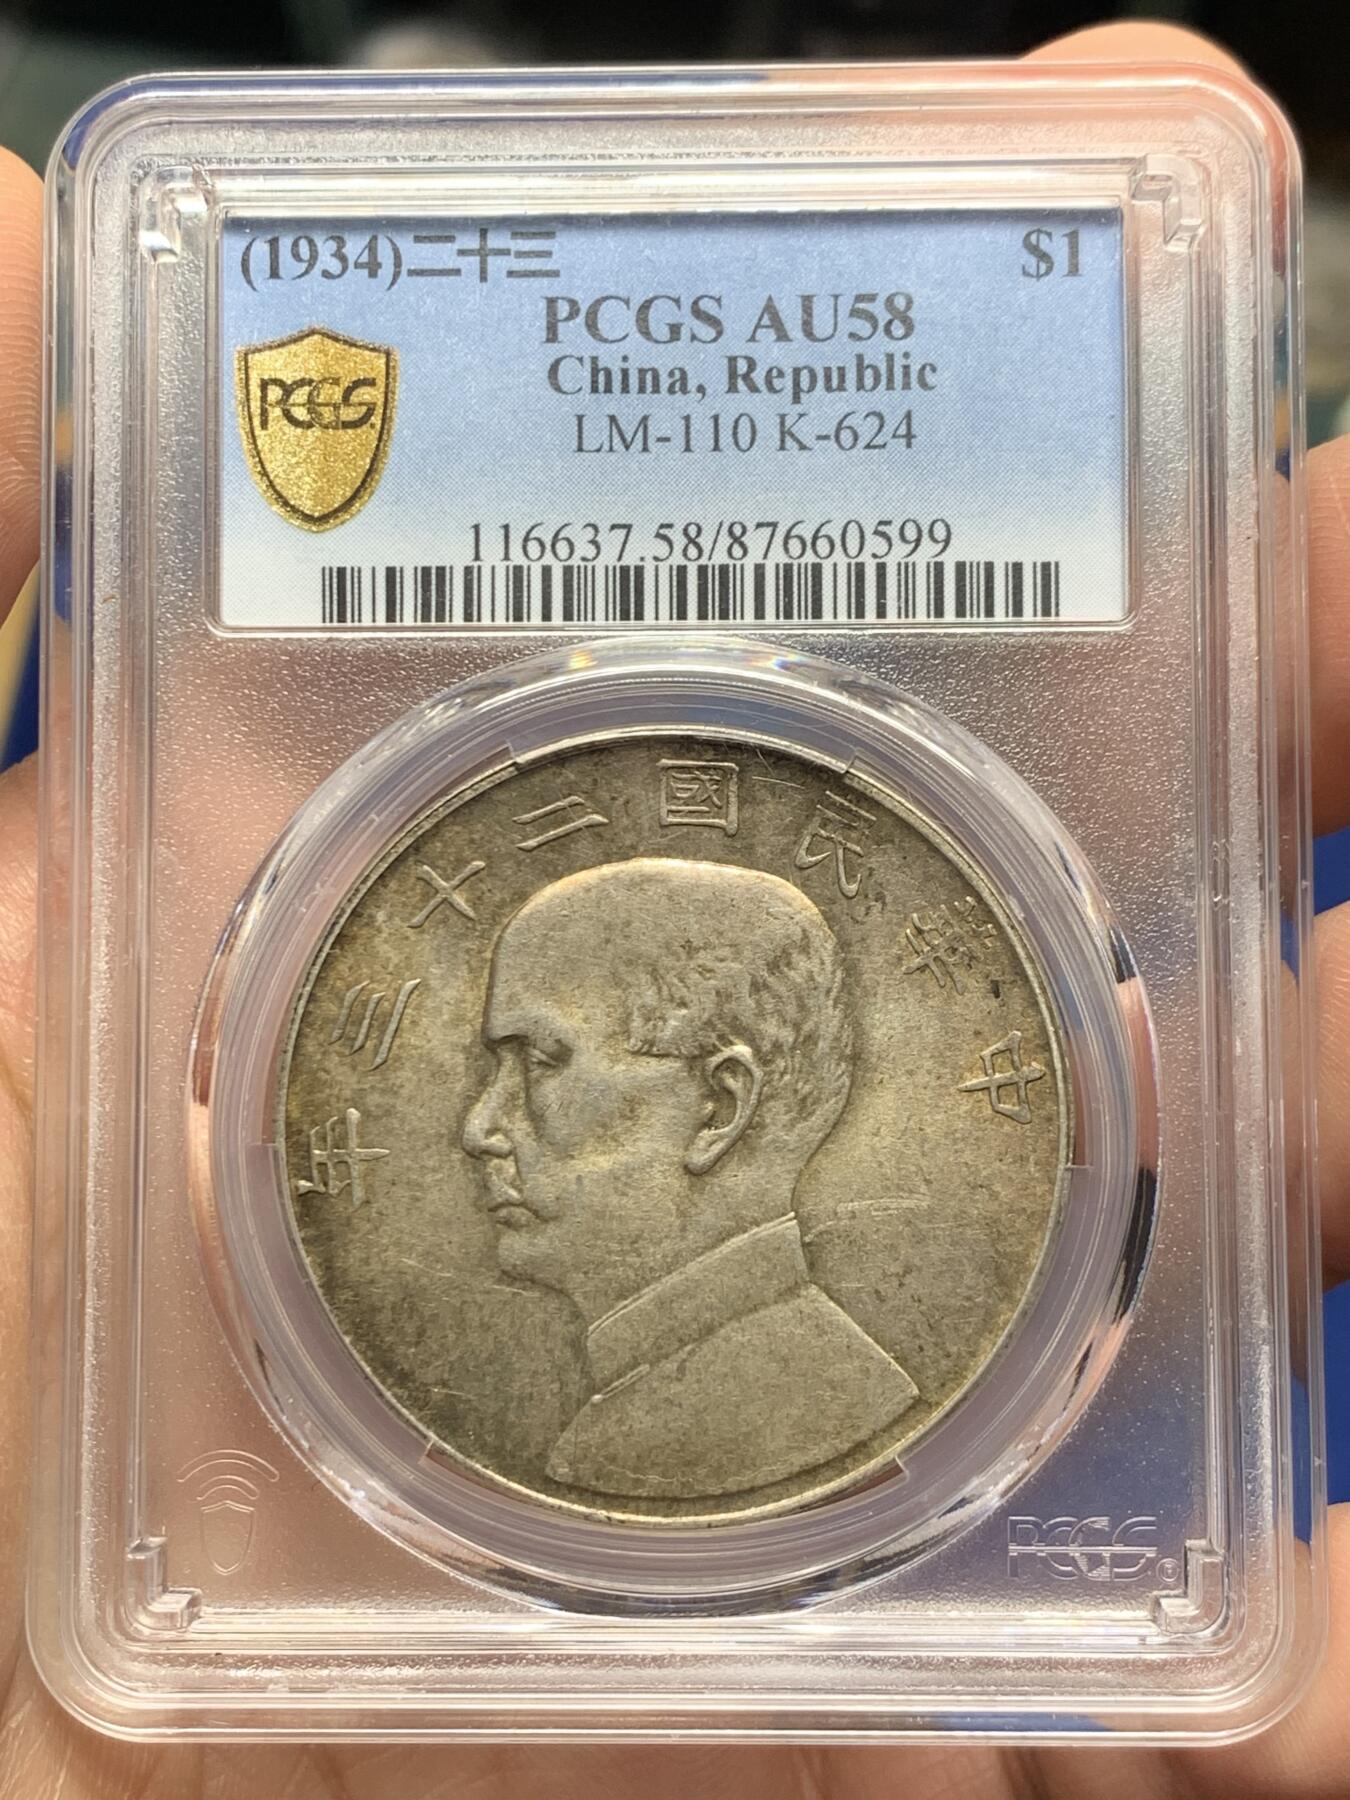 (1934)二十三 $1
PCGS AU58
China, Republic
LM-110 K-624
PCGS
116637.58/87660599
年三十二國民華中
PCGS